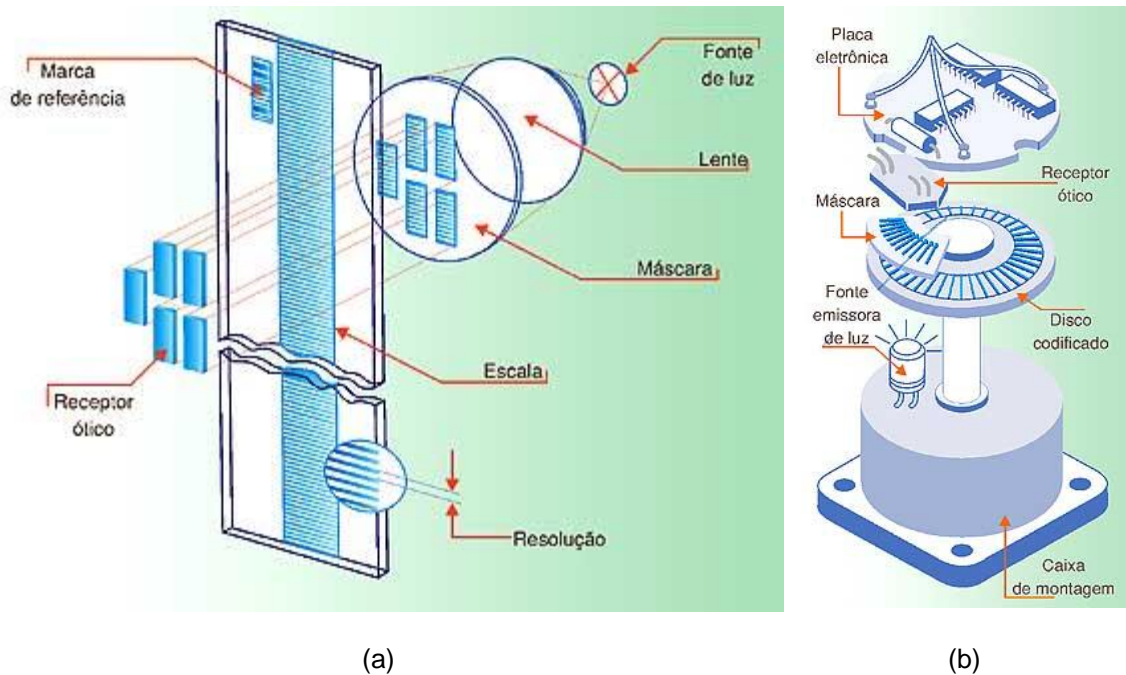 Marca
de referência
Fonte
de luz
Lente
Máscara
Escala
Receptor
ótico
Resolução
(a)
Placa
eletrônica
Receptor
ótico
Máscara
Fonte
emissora
de luz
Disco
codificado
Caixa
de montagem
(b)